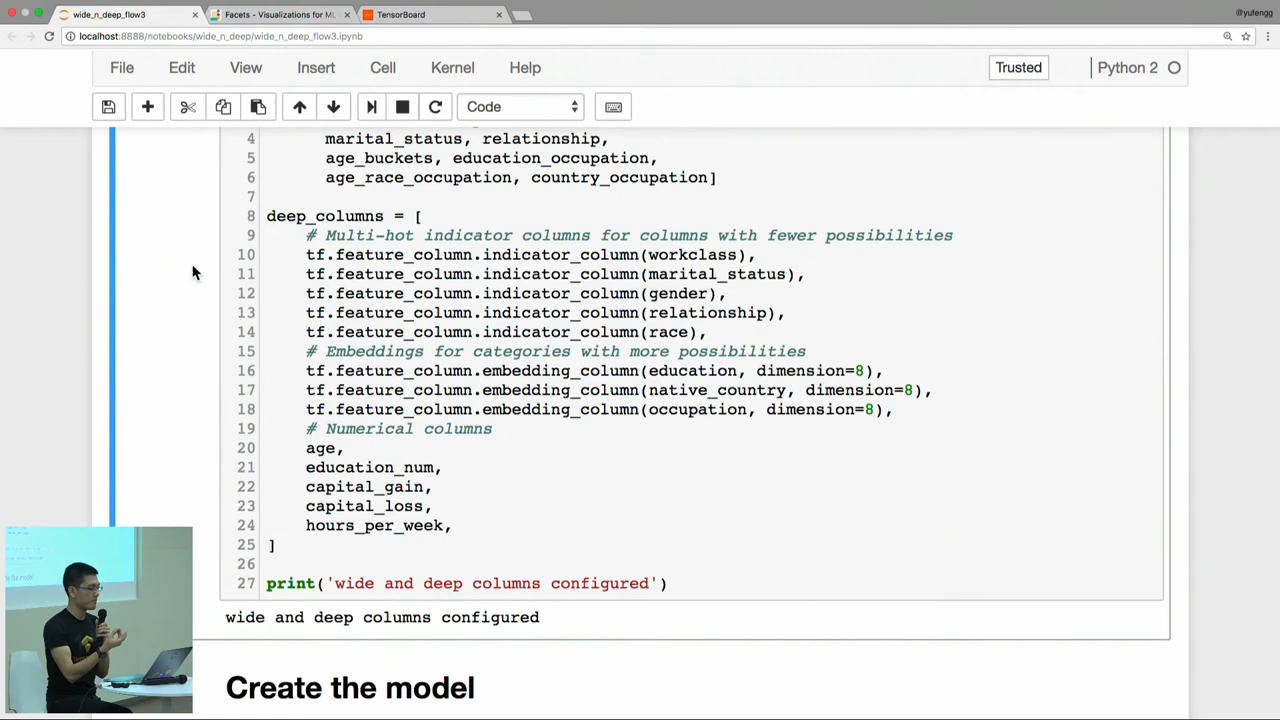 wide_n_deep_flow3
Facets - Visualizations for ML
TensorBoard
@yufengg
localhost:8888/notebooks/wide_n_deep/wide_n_deep_flow3.ipynb
File Edit View Insert Cell Kernel Help Trusted Python 2
Code
4 marital_status, relationship,
5 age_buckets, education_occupation,
6 age_race_occupation, country_occupation]
7
8 deep_columns = [
9 # Multi-hot indicator columns for columns with fewer possibilities
10 tf.feature_column.indicator_column(workclass),
11 tf.feature_column.indicator_column(marital_status),
12 tf.feature_column.indicator_column(gender),
13 tf.feature_column.indicator_column(relationship),
14 tf.feature_column.indicator_column(race),
15 # Embeddings for categories with more possibilities
16 tf.feature_column.embedding_column(education, dimension=8),
17 tf.feature_column.embedding_column(native_country, dimension=8),
18 tf.feature_column.embedding_column(occupation, dimension=8),
19 # Numerical columns
20 age,
21 education_num,
22 capital_gain,
23 capital_loss,
24 hours_per_week,
25 ]
26
27 print('wide and deep columns configured')
wide and deep columns configured
Create the model